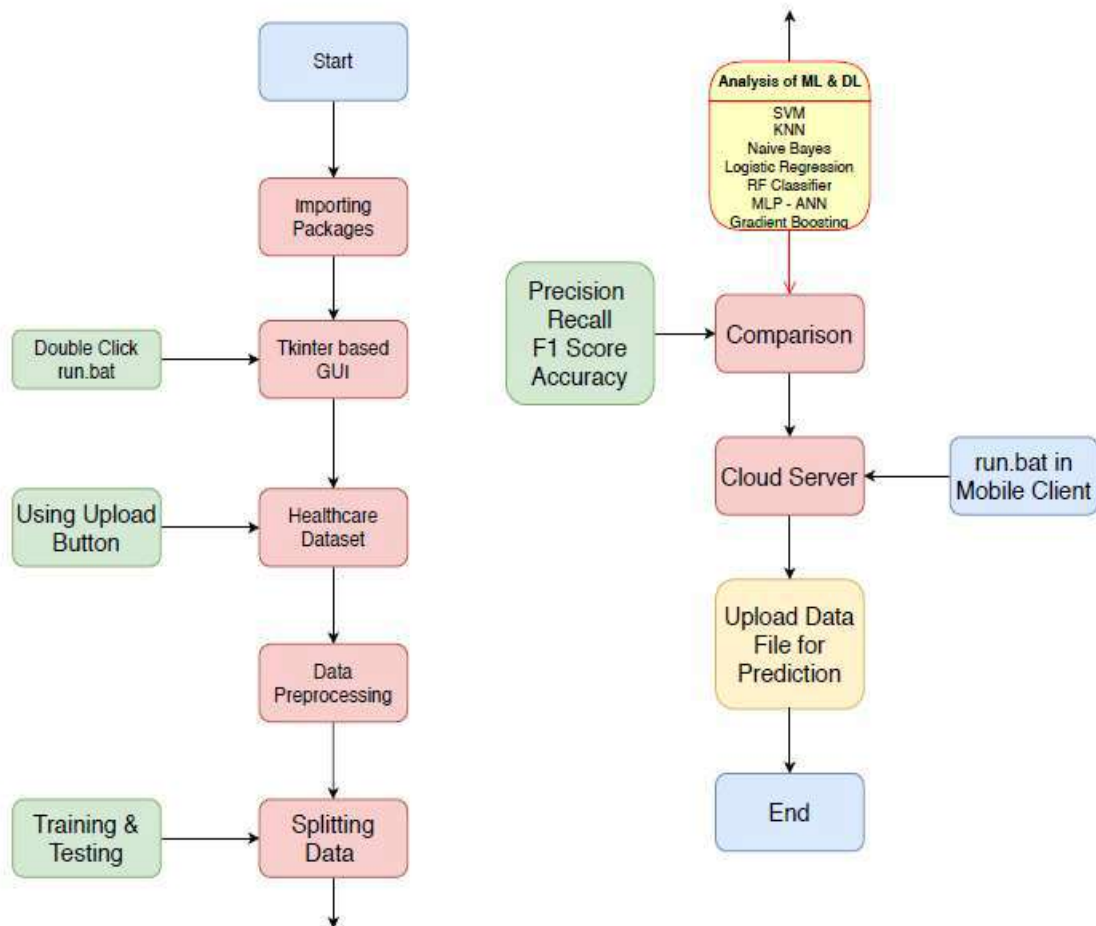 Start
Importing
Packages
Double Click
run.bat
Tkinter based
GUI
Using Upload
Button
Healthcare
Dataset
Data
Preprocessing
Training &
Testing
Splitting
Data
Analysis of ML & DL
SVM
KNN
Naive Bayes
Logistic Regression
RF Classifier
MLP - ANN
Gradient Boosting
Precision
Recall
F1 Score
Accuracy
Comparison
Cloud Server
run.bat in
Mobile Client
Upload Data
File for
Prediction
End